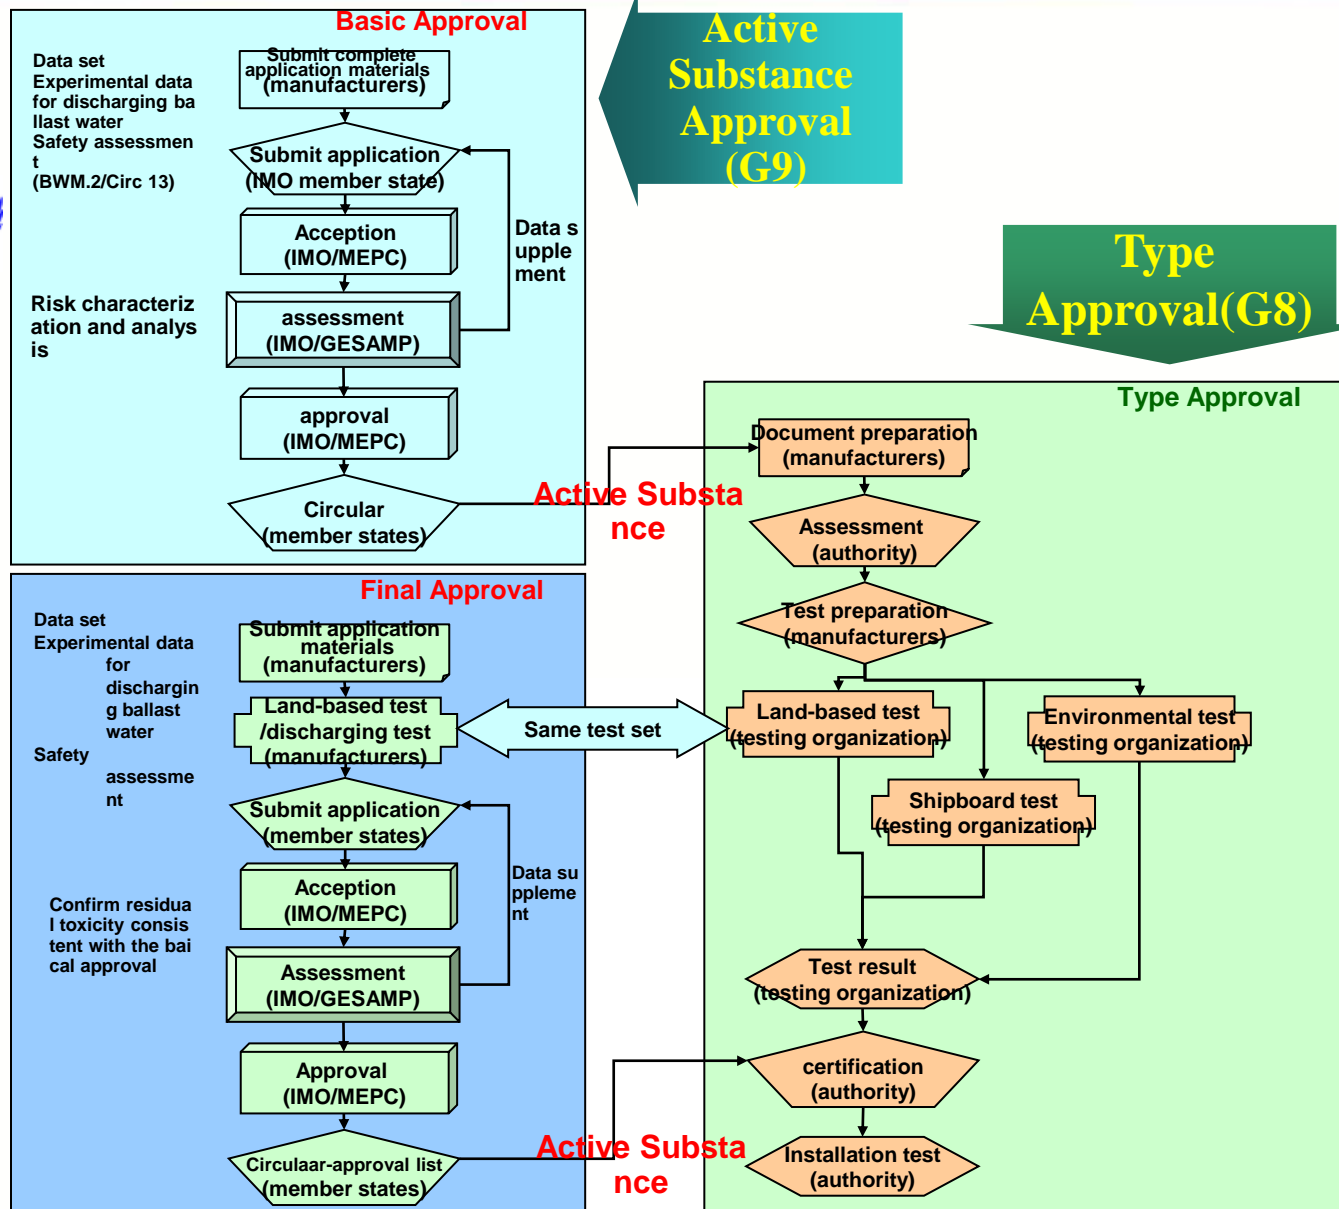 Basic Approval
Data set
Experimental data
for discharging ba
llast water
Safety assessmen
t
(BWM.2/Circ 13)
Submit complete
application materials
(manufacturers)
Submit application
(IMO member state)
Acception
(IMO/MEPC)
Data s
upple
ment
Risk characteriz
ation and analys
is
assessment
(IMO/GESAMP)
approval
(IMO/MEPC)
Circular
(member states)
Active
Substance
Approval
(G9)
Type
Approval(G8)
Active Substa
nce
Final Approval
Data set
Experimental data
for
dischargin
g ballast
water
Safety
assessme
nt
Submit application
materials
(manufacturers)
Land-based test
/discharging test
(manufacturers)
Same test set
Submit application
(member states)
Acception
(IMO/MEPC)
Data su
ppleme
nt
Confirm residua
l toxicity consis
tent with the bai
cal approval
Assessment
(IMO/GESAMP)
Approval
(IMO/MEPC)
Circulaar-approval list
(member states)
Active Substa
nce
Type Approval
Document preparation
(manufacturers)
Assessment
(authority)
Test preparation
(manufacturers)
Land-based test
(testing organization)
Environmental test
(testing organization)
Shipboard test
(testing organization)
Test result
(testing organization)
certification
(authority)
Installation test
(authority)